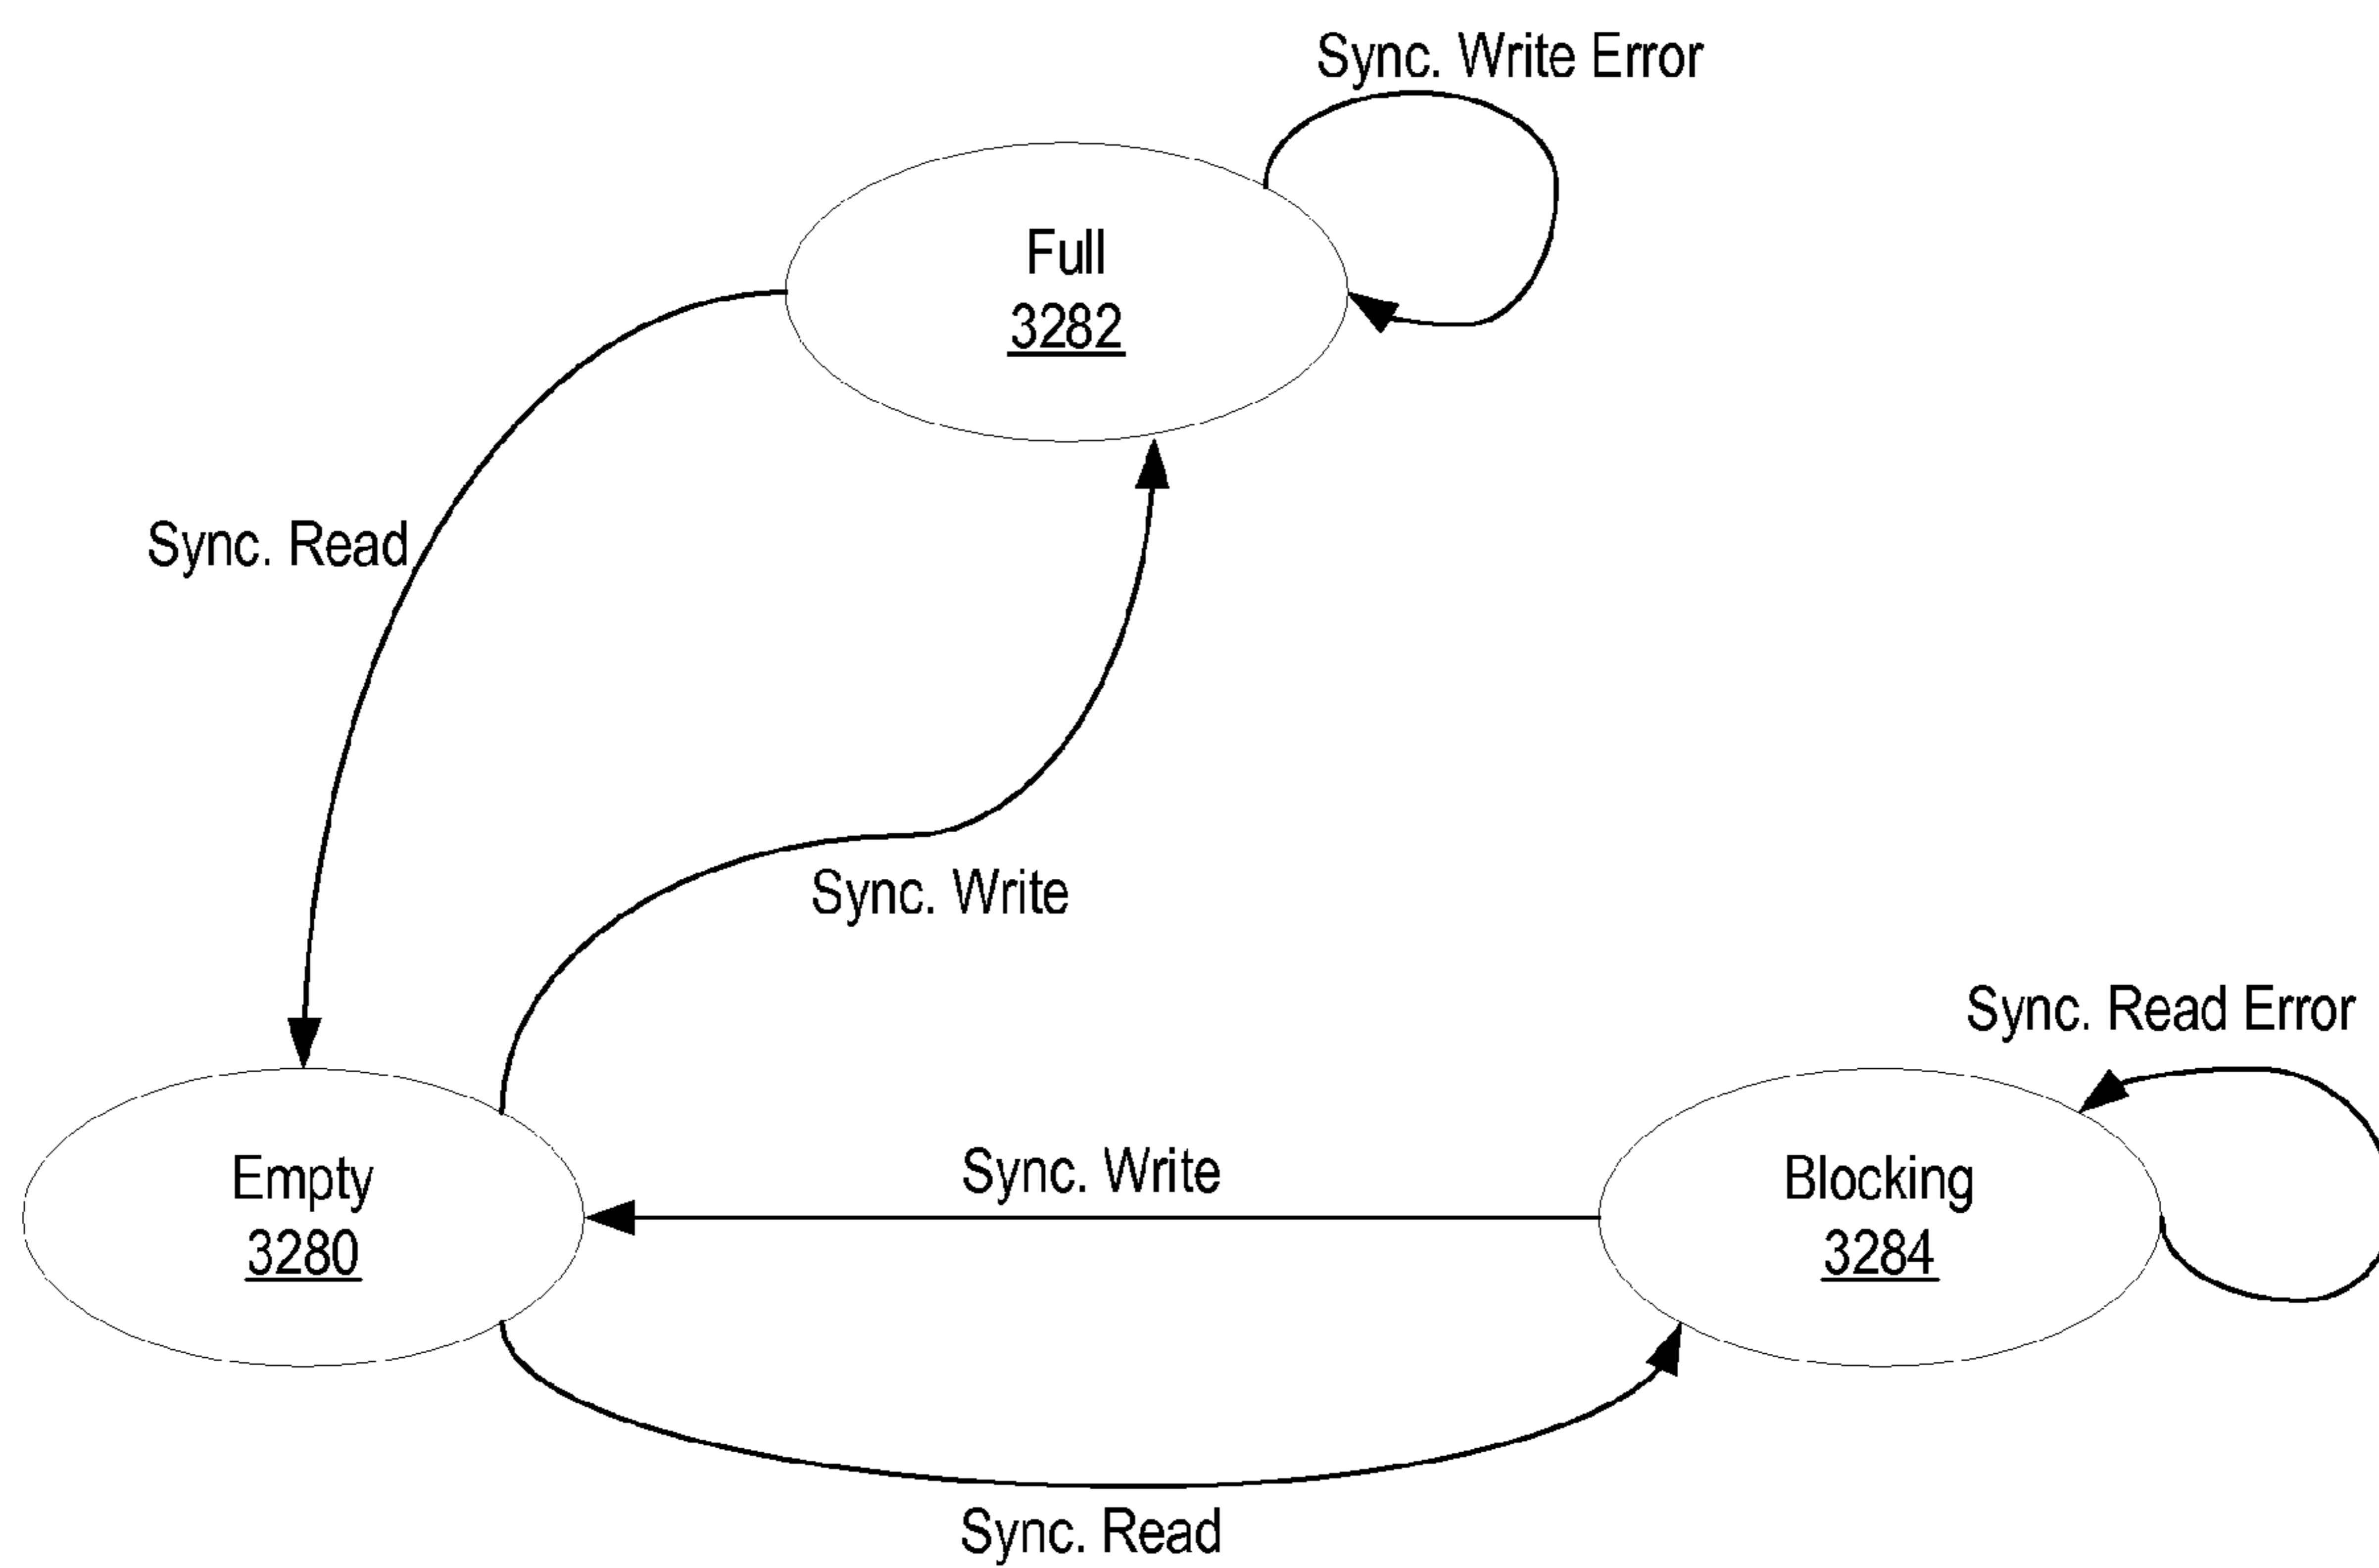 Sync. Write Error
Full
3282
Sync. Read
Sync. Write
Sync. Read Error
Empty
3280
Sync. Write
Blocking
3284
Sync. Read